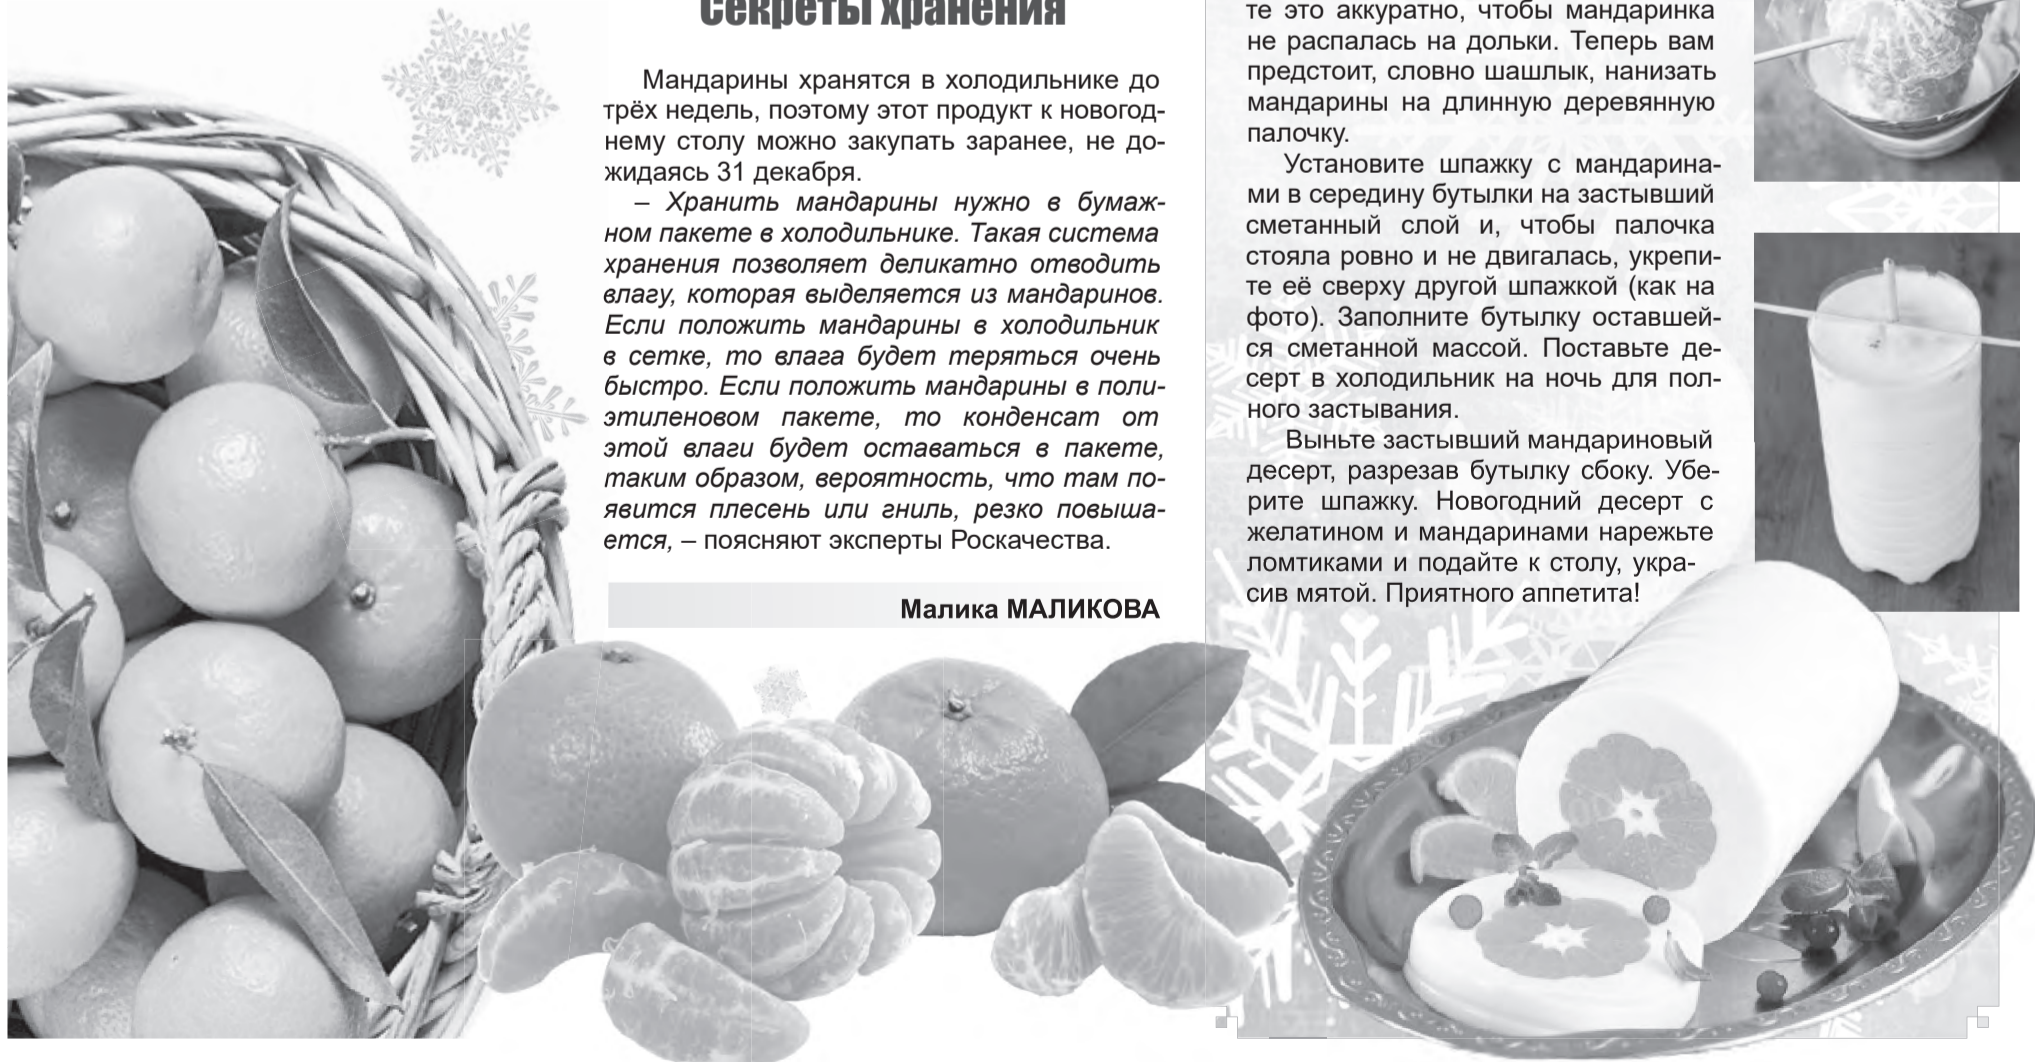 Секреты хранения
Мандарины хранятся в холодильнике до
трёх недель, поэтому этот продукт к новогод-
нему столу можно закупать заранее, не до-
жидаясь 31 декабря.
– Хранить мандарины нужно в бумаж-
ном пакете в холодильнике. Такая система
хранения позволяет деликатно отводить
влагу, которая выделяется из мандаринов.
Если положить мандарины в холодильник
в сетке, то влага будет теряться очень
быстро. Если положить мандарины в поли-
этиленовом пакете, то конденсат от
этой влаги будет оставаться в пакете,
таким образом, вероятность, что там по-
явится плесень или гниль, резко повыша-
ется, – поясняют эксперты Роскачества.
Малика МАЛИКОВА
те это аккуратно, чтобы мандаринка
не распалась на дольки. Теперь вам
предстоит, словно шашлык, нанизать
мандарины на длинную деревянную
палочку.
Установите шпажку с мандарина-
ми в середину бутылки на застывший
сметанный слой и, чтобы палочка
стояла ровно и не двигалась, укрепи-
те её сверху другой шпажкой (как на
фото). Заполните бутылку оставшей-
ся сметанной массой. Поставьте де-
серт в холодильник на ночь для пол-
ного застывания.
Выньте застывший мандариновый
десерт, разрезав бутылку сбоку. Убе-
рите шпажку. Новогодний десерт с
желатином и мандаринами нарежьте
ломтиками и подайте к столу, укра-
сив мятой. Приятного аппетита!